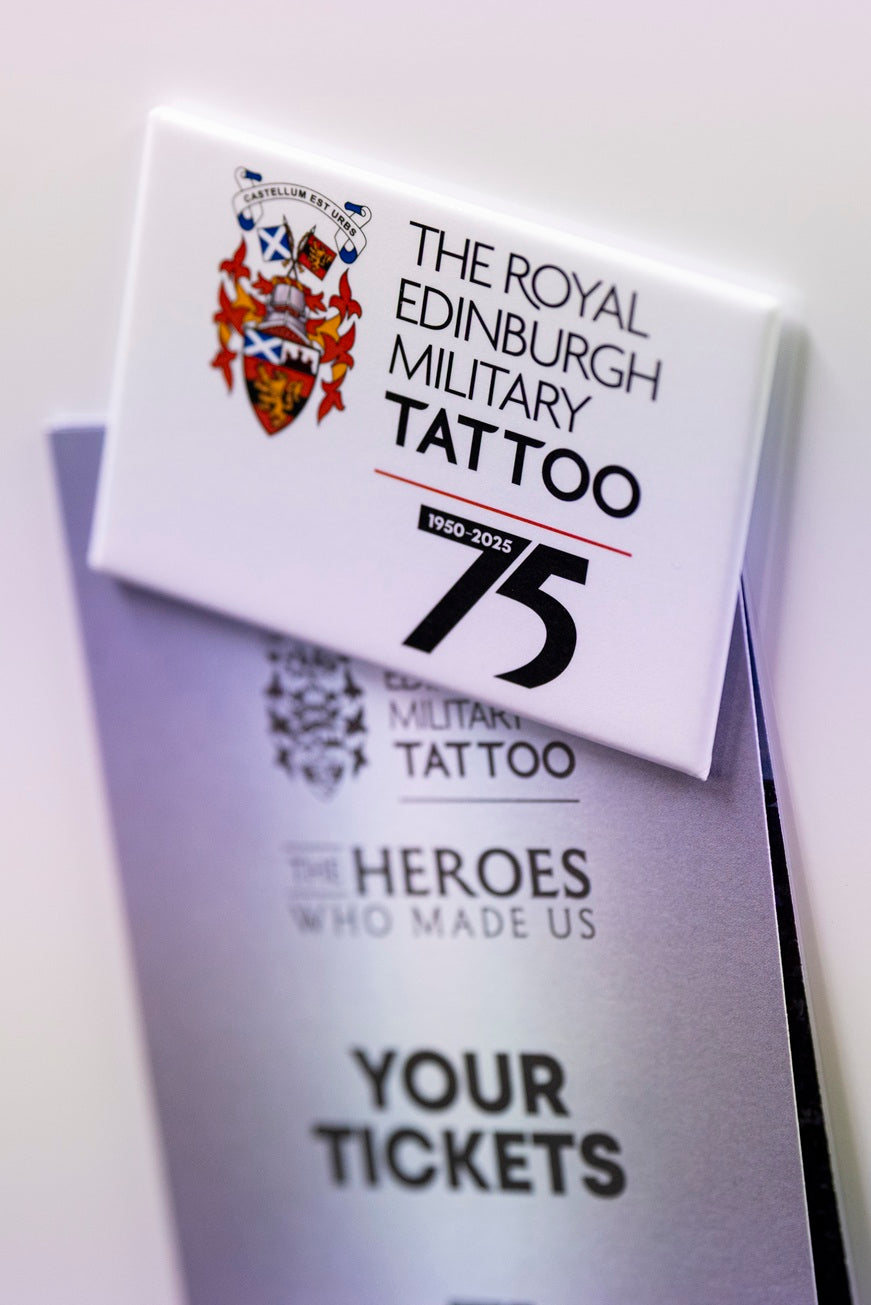 CASTELLUM EST URBS
THE ROYAL
EDINBURGH
MILITARY
TATTOO
1950-2025
75
MILITARY
TATTOO
THE HEROES
WHO MADE US
YOUR
TICKETS